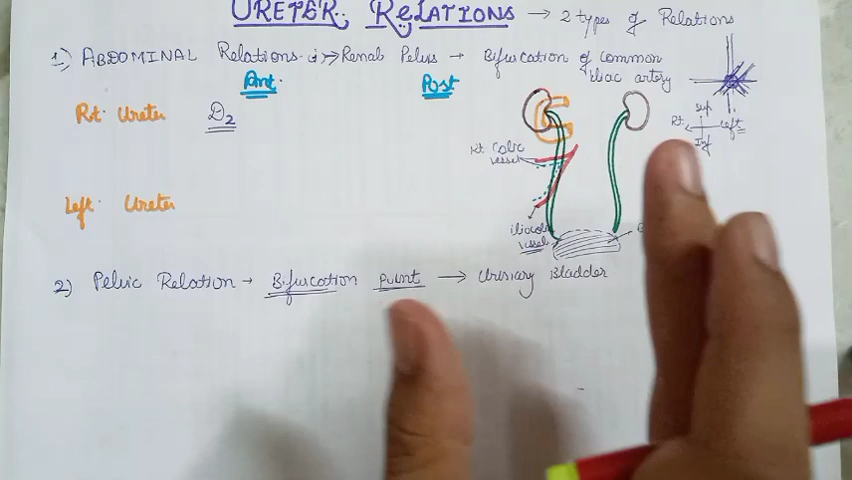 URETER RELATIONS → 2 types of Relations
1) ABDOMINAL Relations → Renal Pelvis → Bifurcation of common iliac artery
Ant. Post
Rt. Ureter D2
Rt Colic vessel
Sup
Rt. Left
Inf
Left Ureter
vessel
2) Pelvic Relation → Bifurcation point → Urinary Bladder